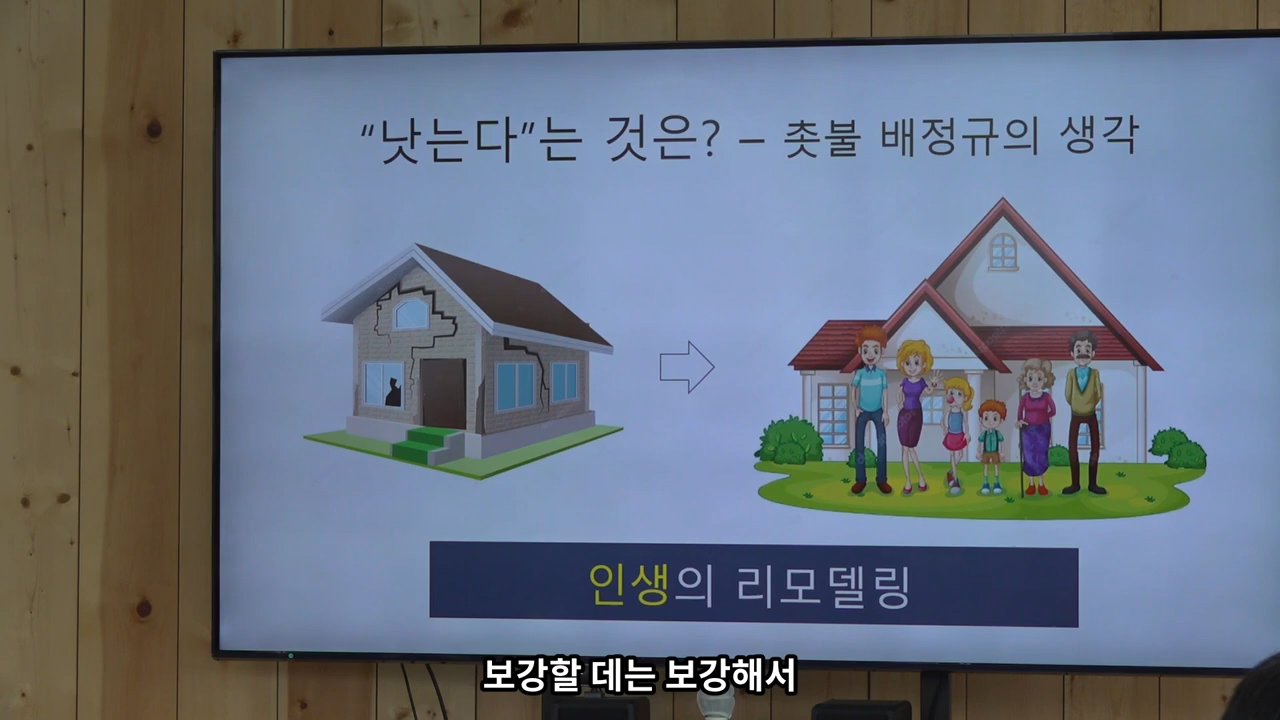 “낫는다”는 것은? – 촛불 배정규의 생각
인생의 리모델링
보강할 데는 보강해서